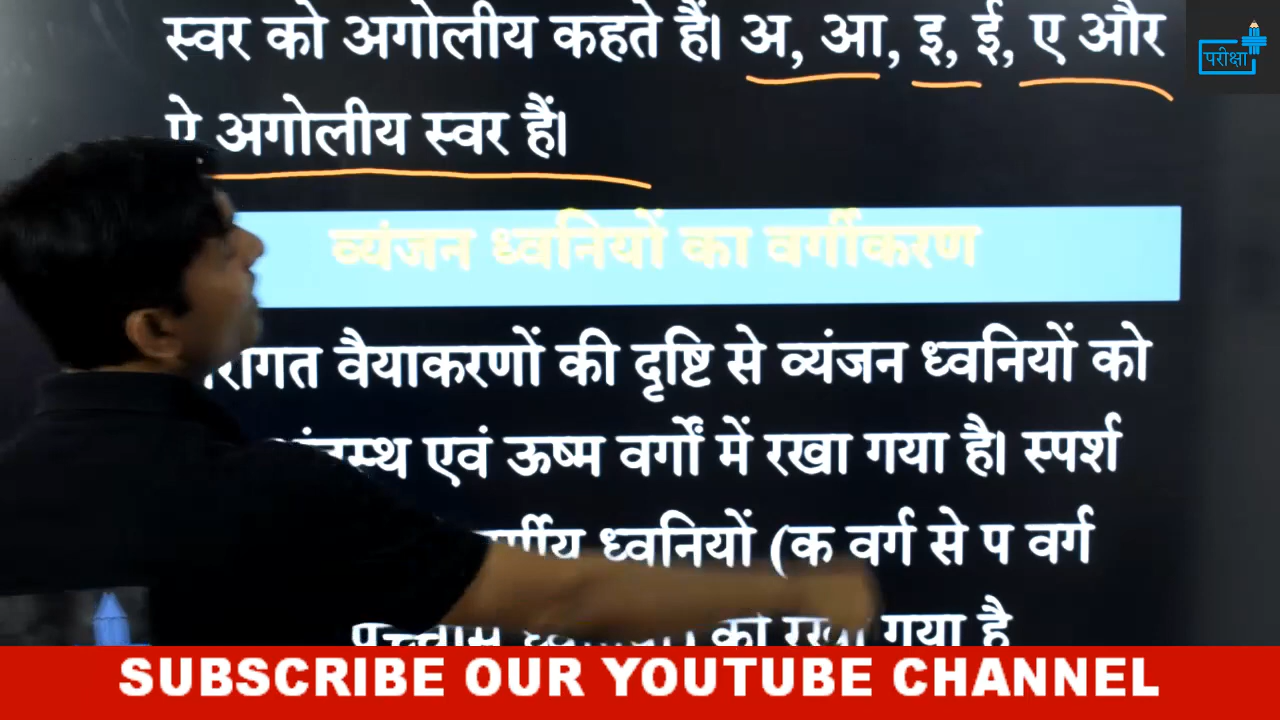 स्वर को अगोलीय कहते हैं। अ, आ, इ, ई, ए और
परीक्षा
ऐ अगोलीय स्वर हैं।
व्यंजन ध्वनियों का वर्गीकरण
वैयाकरणों की दृष्टि से व्यंजन ध्वनियों को
एवं ऊष्म वर्गों में रखा गया है। स्पर्श
ध्वनियों (क वर्ग से प वर्ग
को रखा गया है
SUBSCRIBE OUR YOUTUBE CHANNEL